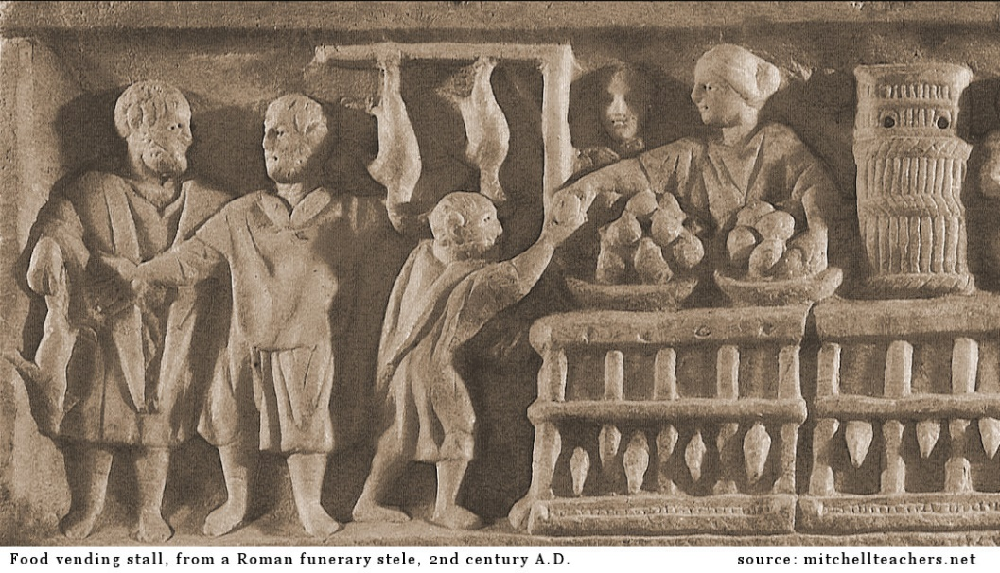 Food vending stall, from a Roman funerary stele, 2nd century A.D. source: mitchellteachers.net